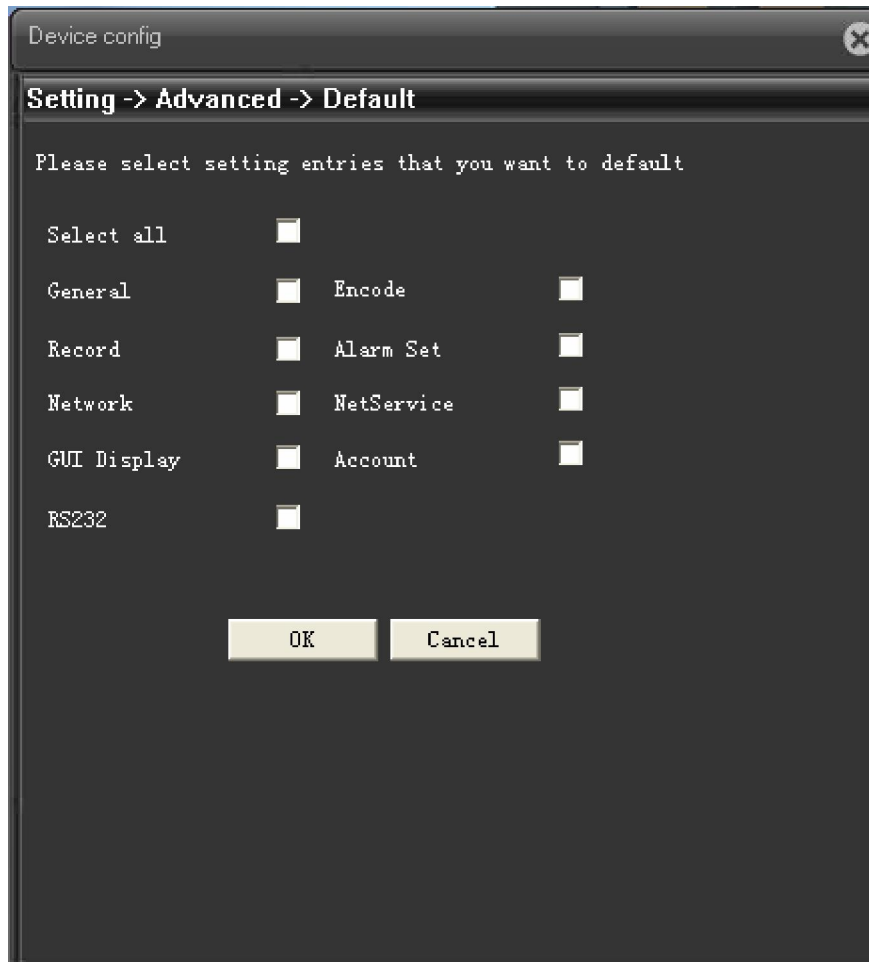 Device config
Setting -> Advanced -> Default
Please select setting entries that you want to default
Select all
General Encode
Record Alarm Set
Network NetService
GUI Display Account
RS232
OK Cancel